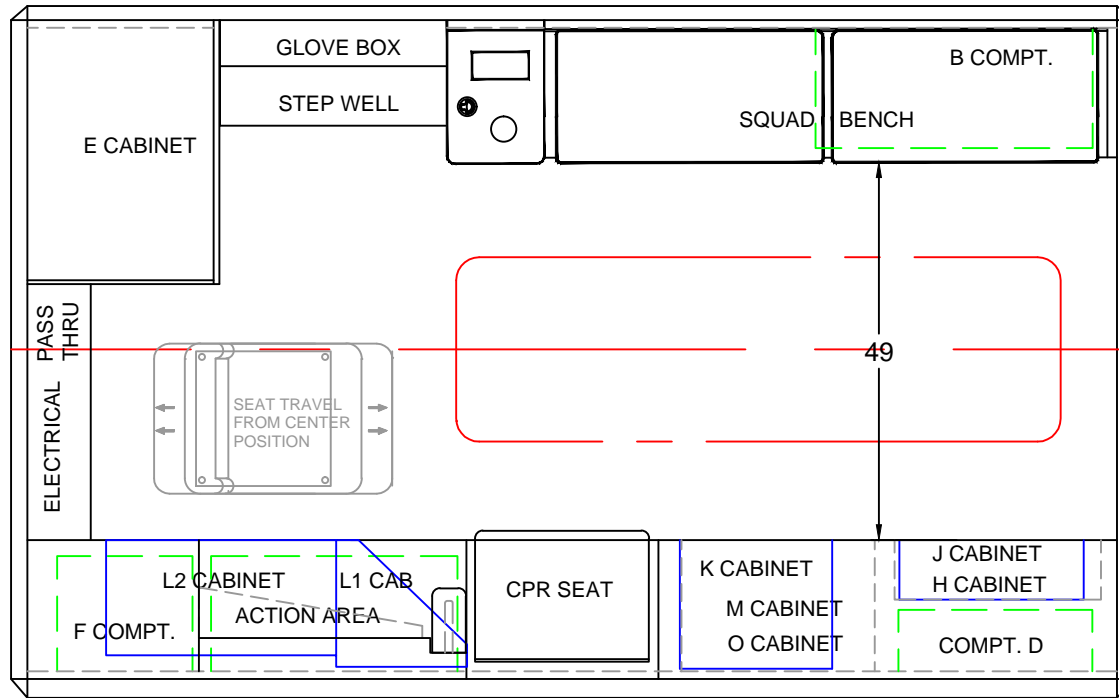 GLOVE BOX
B COMPT.
STEP WELL
SQUAD BENCH
E CABINET
PASS
THRU
49
SEAT TRAVEL
FROM CENTER
POSITION
ELECTRICAL
J CABINET
K CABINET
L2 CABINET
L1 CAB
H CABINET
CPR SEAT
M CABINET
ACTION AREA
F COMPT.
O CABINET
COMPT. D